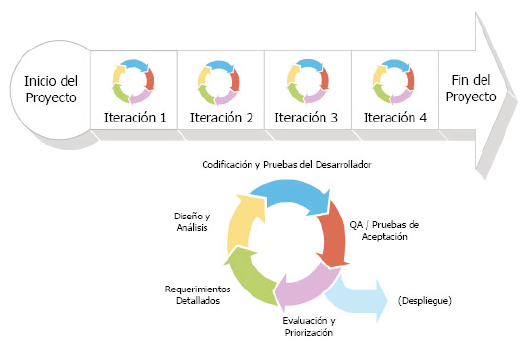 Inicio del
Proyecto
Iteración 1
Iteración 2
Iteración 3
Iteración 4
Fin del
Proyecto
Codificación y Pruebas del Desarrollador
Diseño y
Análisis
QA / Pruebas de
Aceptación
Requerimientos
Detallados
(Despliegue)
Evaluación y
Priorización